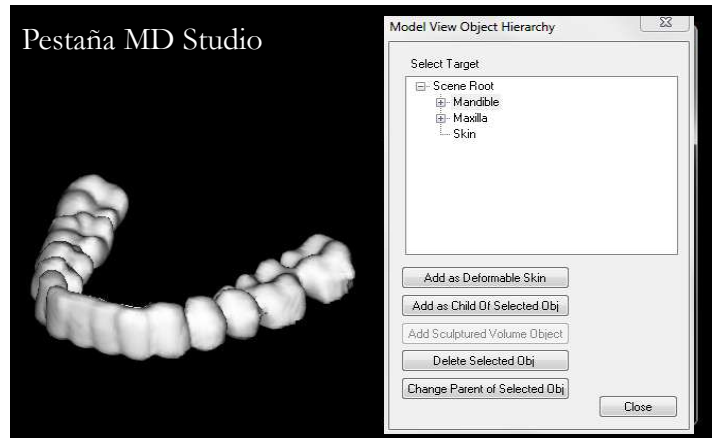 Pestaña MD Studio
Model View Object Hierarchy
Select Target
Scene Root
Mandible
Maxilla
Skin
Add as Deformable Skin
Add as Child Of Selected Obj
Add Sculptured Volume Object
Delete Selected Obj
Change Parent of Selected Obj
Close